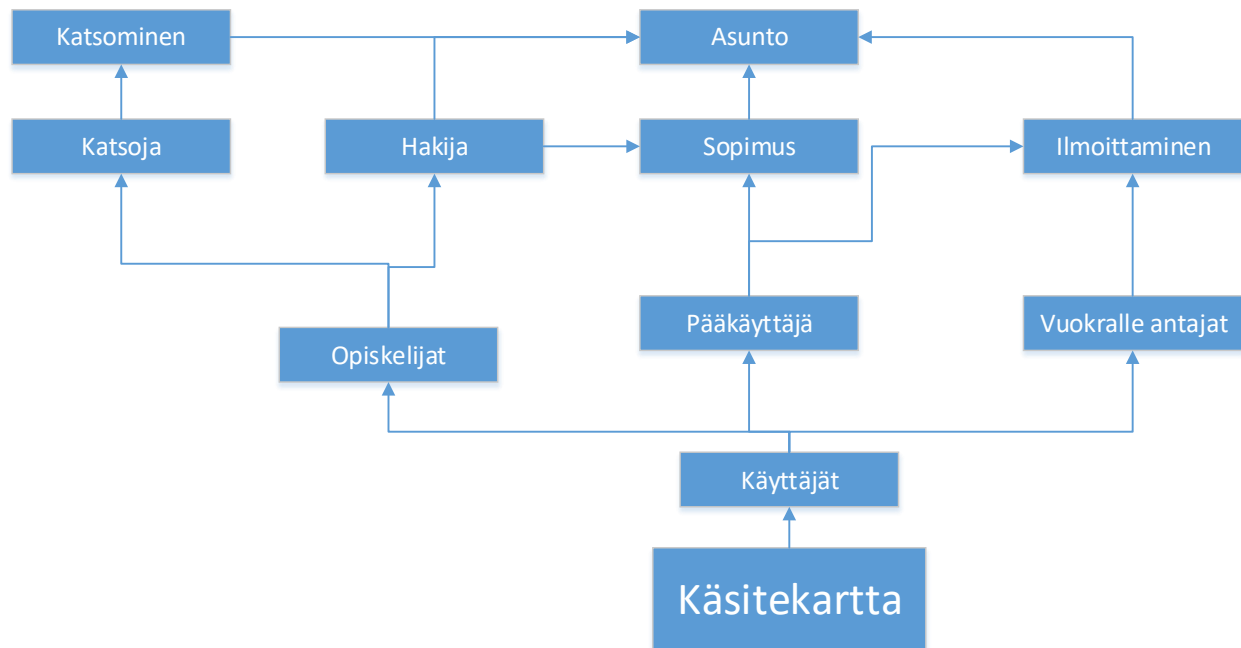 Katsominen
Asunto
Katsoja
Hakija
Sopimus
Ilmoittaminen
Pääkäyttäjä
Vuokralle antajat
Opiskelijat
Käyttäjät
Käsitekartta